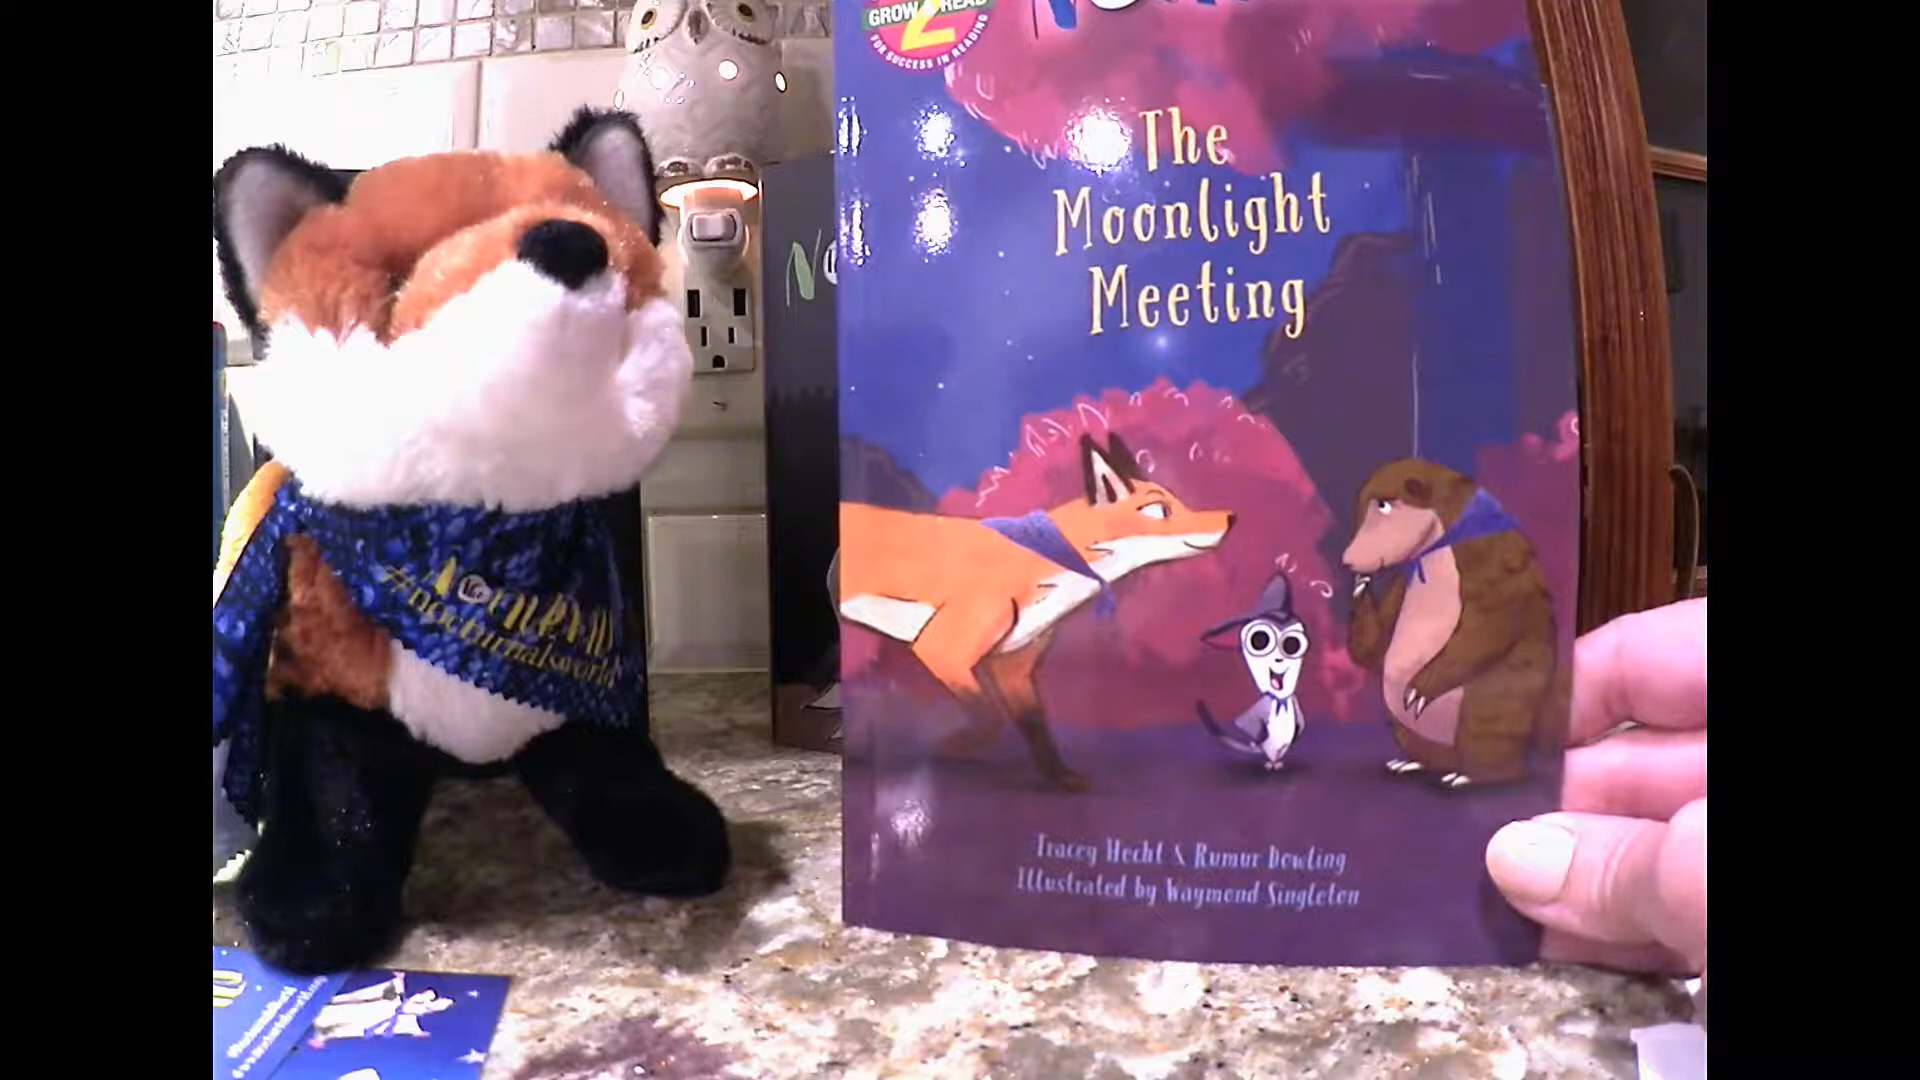 GROW & READ
2
FOR SUCCESS IN READING
The
Moonlight
Meeting
#nocturnalsworld
Tracey Hecht & Rumur Dowling
Illustrated by Waymond Singleton